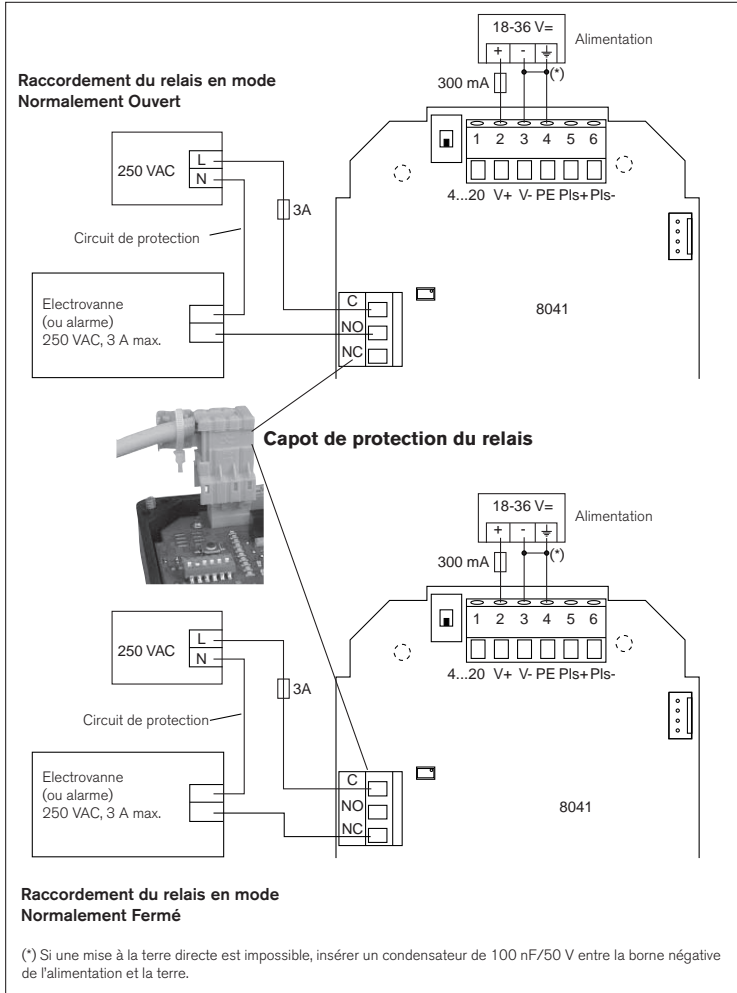 18-36 V=
Alimentation
+ -
300 mA
(*)
Raccordement du relais en mode
Normalement Ouvert
1 2 3 4 5 6
4...20 V+ V- PE Pls+ Pls-
250 VAC
L
N
3A
Circuit de protection
Electrovanne
(ou alarme)
250 VAC, 3 A max.
C
NO
NC
8041
Capot de protection du relais
18-36 V=
Alimentation
+ -
300 mA
(*)
1 2 3 4 5 6
4...20 V+ V- PE Pls+ Pls-
250 VAC
L
N
3A
Circuit de protection
Electrovanne
(ou alarme)
250 VAC, 3 A max.
C
NO
NC
8041
Raccordement du relais en mode
Normalement Fermé
(*) Si une mise à la terre directe est impossible, insérer un condensateur de 100 nF/50 V entre la borne négative
de l'alimentation et la terre.